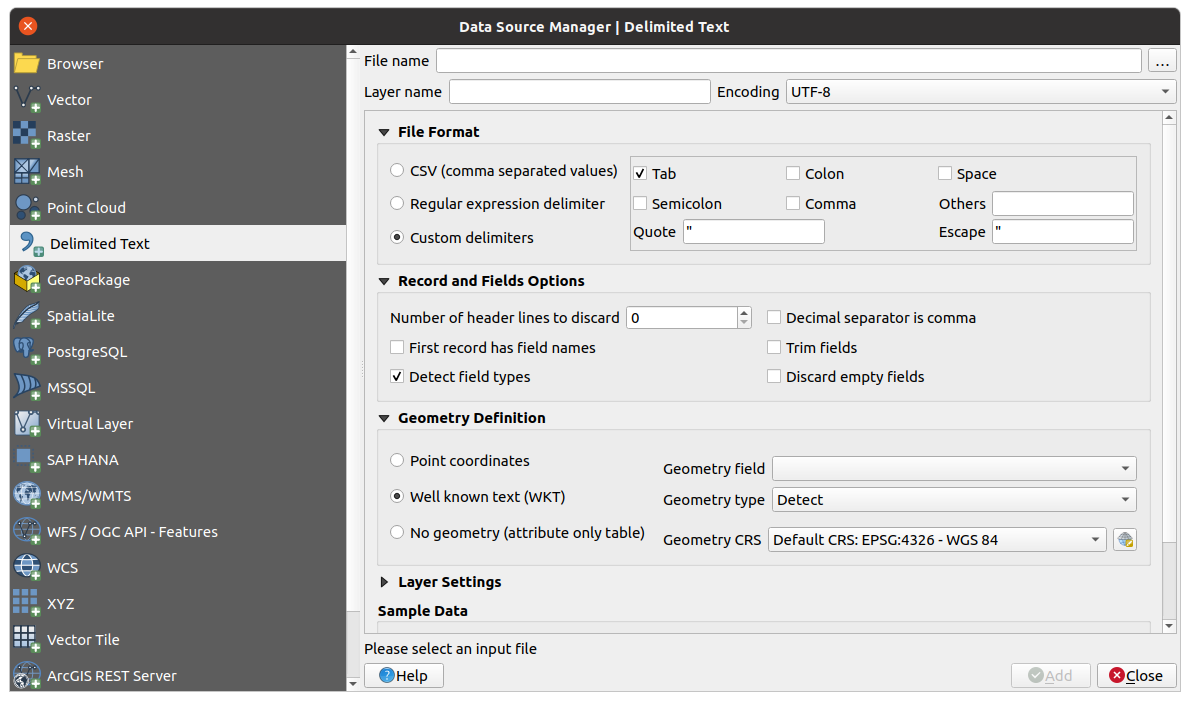 Data Source Manager | Delimited Text
Browser
Vector
Raster
Mesh
Point Cloud
Delimited Text
GeoPackage
SpatiaLite
PostgreSQL
MSSQL
Virtual Layer
SAP HANA
WMS/WMTS
WFS / OGC API - Features
WCS
XYZ
Vector Tile
ArcGIS REST Server
File name
...
Layer name
Encoding UTF-8
File Format
CSV (comma separated values)
Regular expression delimiter
Custom delimiters
Tab Colon Space
Semicolon Comma Others
Quote " Escape "
Record and Fields Options
Number of header lines to discard 0 Decimal separator is comma
First record has field names Trim fields
Detect field types Discard empty fields
Geometry Definition
Point coordinates
Well known text (WKT)
No geometry (attribute only table)
Geometry field
Geometry type Detect
Geometry CRS Default CRS: EPSG:4326 - WGS 84
Layer Settings
Sample Data
Please select an input file
Help Add Close